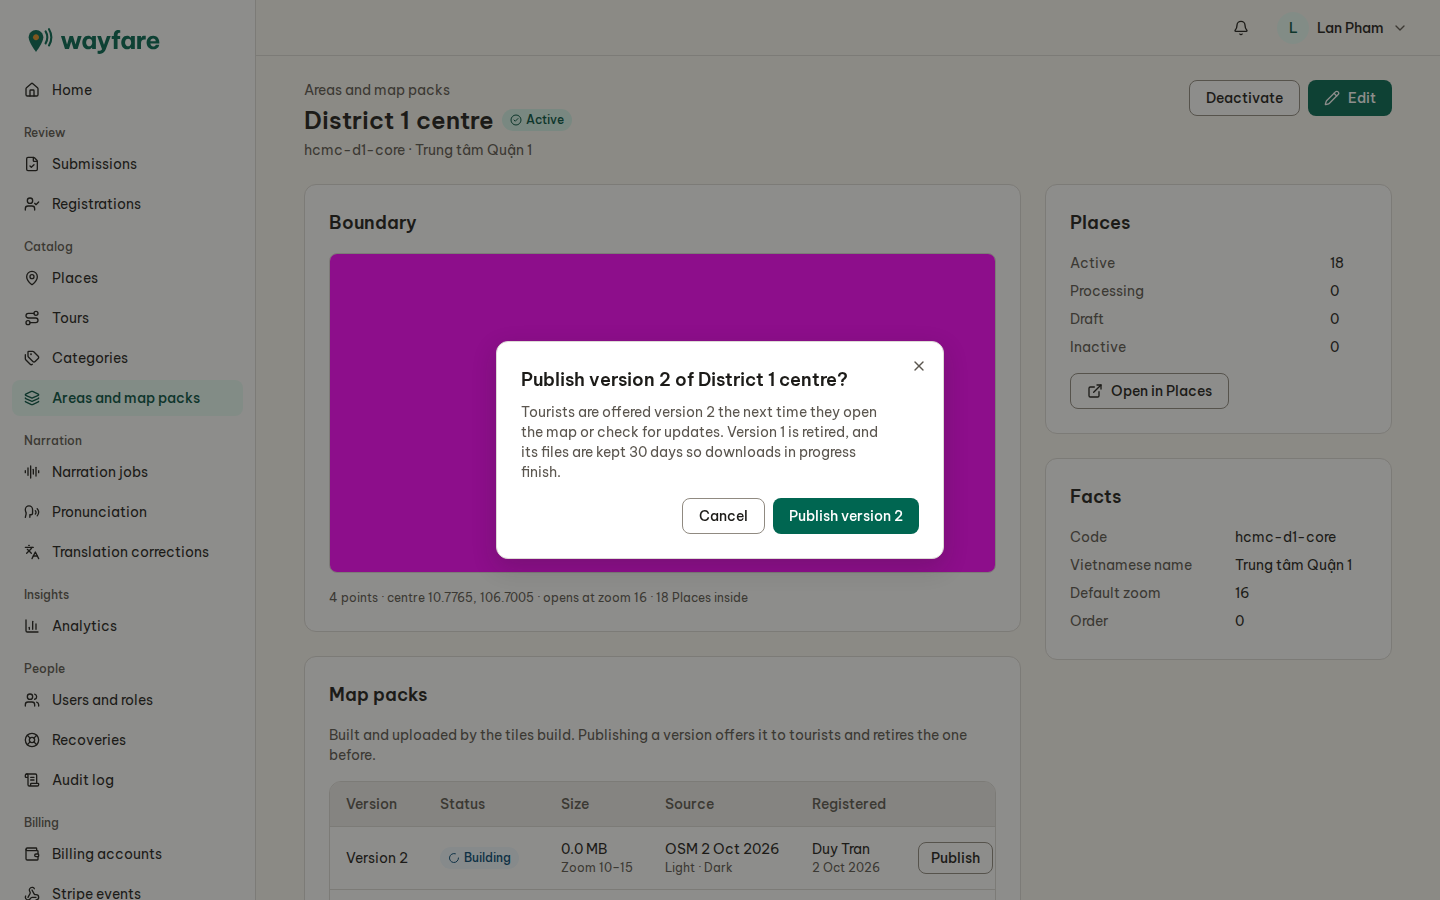 wayfare
Home
Review
Submissions
Registrations
Catalog
Places
Tours
Categories
Areas and map packs
Narration
Narration jobs
Pronunciation
Translation corrections
Insights
Analytics
People
Users and roles
Recoveries
Audit log
Billing
Billing accounts
Stripe events
L Lan Pham
Areas and map packs
District 1 centre Active
hcmc-d1-core · Trung tâm Quận 1
Deactivate Edit
Boundary
4 points · centre 10.7765, 106.7005 · opens at zoom 16 · 18 Places inside
Publish version 2 of District 1 centre?
Tourists are offered version 2 the next time they open
the map or check for updates. Version 1 is retired, and
its files are kept 30 days so downloads in progress
finish.
Cancel Publish version 2
Map packs
Built and uploaded by the tiles build. Publishing a version offers it to tourists and retires the one
before.
Version Status Size Source Registered
Version 2 Building 0.0 MB OSM 2 Oct 2026 Duy Tran Publish
Zoom 10–15 Light · Dark 2 Oct 2026
Places
Active 18
Processing 0
Draft 0
Inactive 0
Open in Places
Facts
Code hcmc-d1-core
Vietnamese name Trung tâm Quận 1
Default zoom 16
Order 0